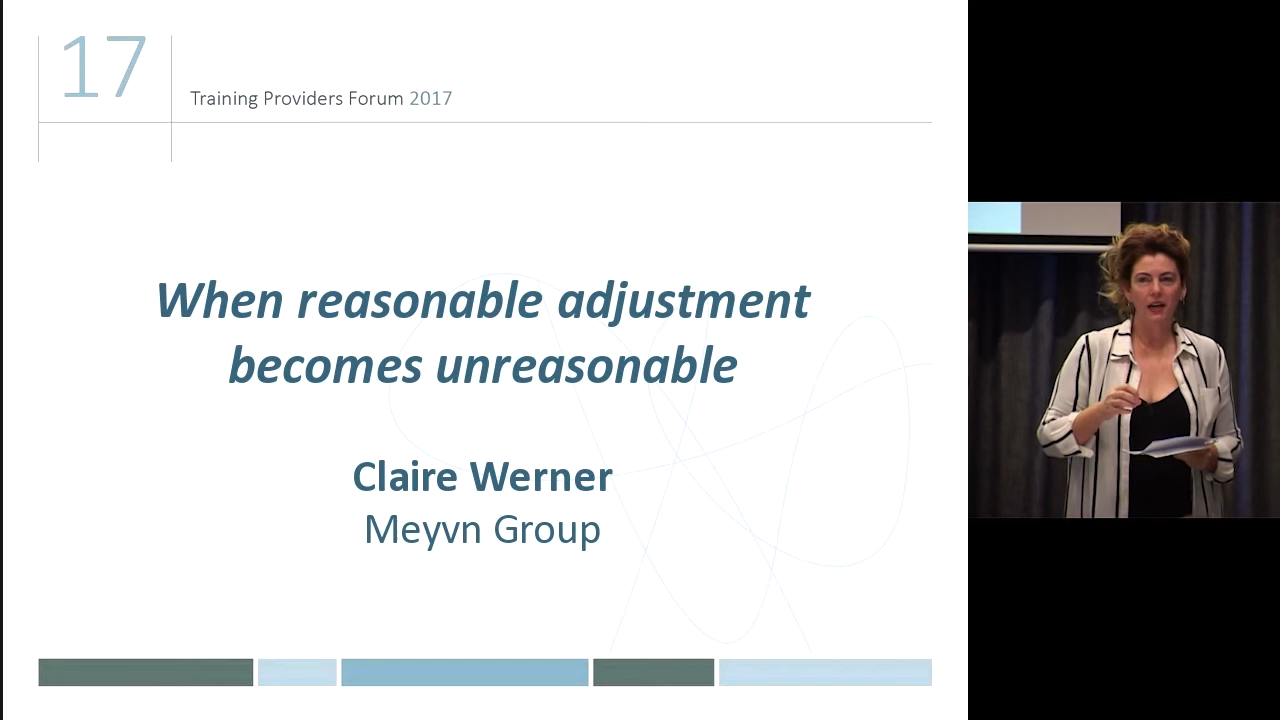 17
Training Providers Forum 2017
When reasonable adjustment
becomes unreasonable
Claire Werner
Meyvn Group